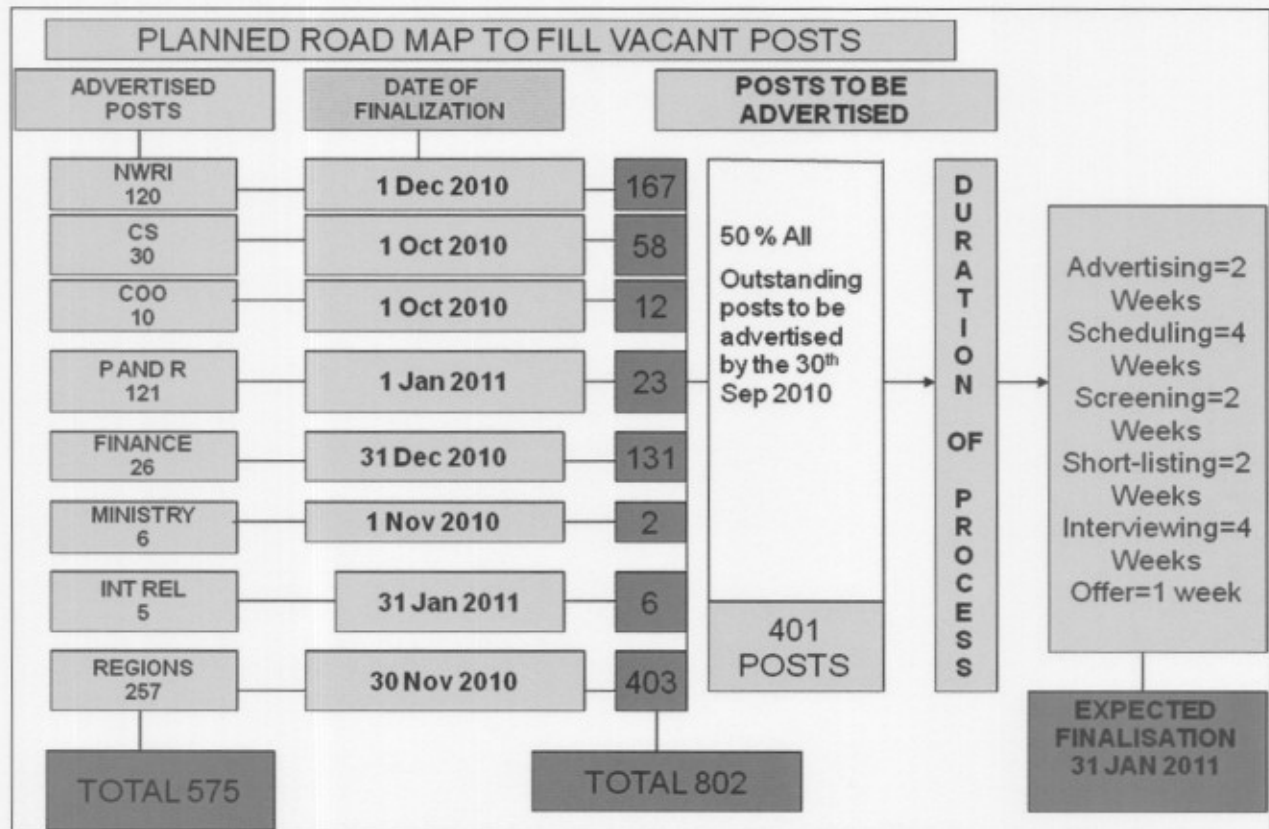 PLANNED ROAD MAP TO FILL VACANT POSTS
ADVERTISED
POSTS
DATE OF
FINALIZATION
POSTS TO BE
ADVERTISED
NWRI
120
1 Dec 2010
167
CS
30
1 Oct 2010
58
COO
10
1 Oct 2010
12
P AND R
121
1 Jan 2011
23
FINANCE
26
31 Dec 2010
131
MINISTRY
6
1 Nov 2010
2
INT REL
5
31 Jan 2011
6
REGIONS
257
30 Nov 2010
403
TOTAL 575
TOTAL 802
50 % All
Outstanding
posts to be
advertised
by the 30th
Sep 2010
401
POSTS
DURATION OF PROCESS
Advertising=2
Weeks
Scheduling=4
Weeks
Screening=2
Weeks
Short-listing=2
Weeks
Interviewing=4
Weeks
Offer=1 week
EXPECTED
FINALISATION
31 JAN 2011